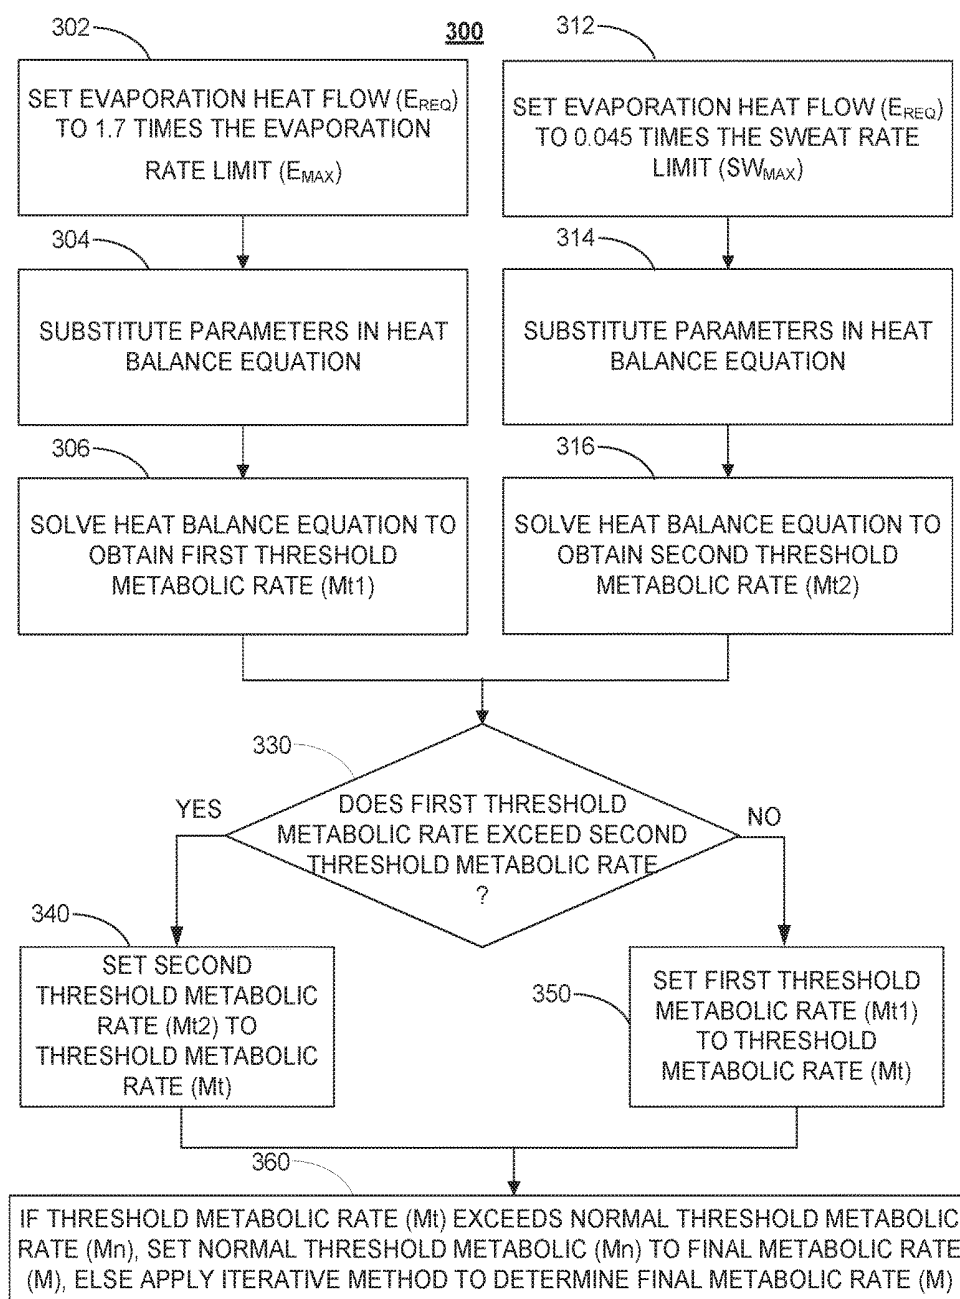 300
302
SET EVAPORATION HEAT FLOW (EREQ)
TO 1.7 TIMES THE EVAPORATION
RATE LIMIT (EMAX)
312
SET EVAPORATION HEAT FLOW (EREQ)
TO 0.045 TIMES THE SWEAT RATE
LIMIT (SWMAX)
304
SUBSTITUTE PARAMETERS IN HEAT
BALANCE EQUATION
314
SUBSTITUTE PARAMETERS IN HEAT
BALANCE EQUATION
306
SOLVE HEAT BALANCE EQUATION TO
OBTAIN FIRST THRESHOLD
METABOLIC RATE (Mt1)
316
SOLVE HEAT BALANCE EQUATION TO
OBTAIN SECOND THRESHOLD
METABOLIC RATE (Mt2)
330
DOES FIRST THRESHOLD
METABOLIC RATE EXCEED SECOND
THRESHOLD METABOLIC RATE
?
YES
NO
340
SET SECOND
THRESHOLD METABOLIC
RATE (Mt2) TO
THRESHOLD METABOLIC
RATE (Mt)
350
SET FIRST THRESHOLD
METABOLIC RATE (Mt1)
TO THRESHOLD
METABOLIC RATE (Mt)
360
IF THRESHOLD METABOLIC RATE (Mt) EXCEEDS NORMAL THRESHOLD METABOLIC
RATE (Mn), SET NORMAL THRESHOLD METABOLIC (Mn) TO FINAL METABOLIC RATE
(M), ELSE APPLY ITERATIVE METHOD TO DETERMINE FINAL METABOLIC RATE (M)